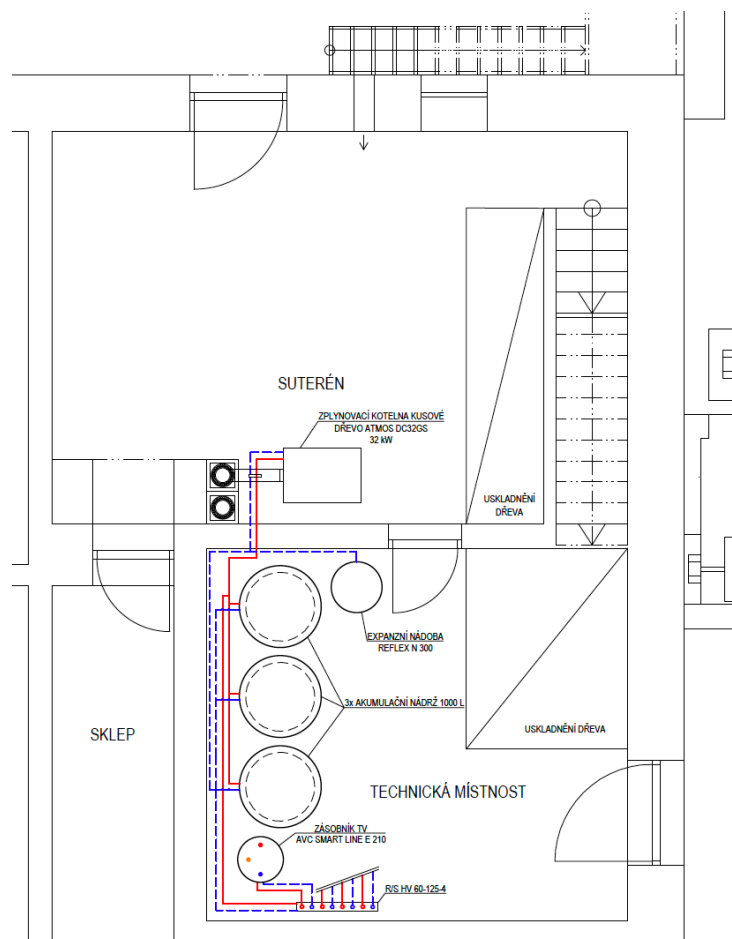 SUTERÉN
ZPLYNOVACÍ KOTELNA KUSOVÉ
DŘEVO ATMOS DC32GS
32 kW
USKLADNĚNÍ
DŘEVA
EXPANZNÍ NÁDOBA
REFLEX N 300
3x AKUMULAČNÍ NÁDRŽ 1000 L
USKLADNĚNÍ DŘEVA
SKLEP
TECHNICKÁ MÍSTNOST
ZÁSOBNÍK TV
AVC SMART LINE E 210
R/S HV 60-125-4